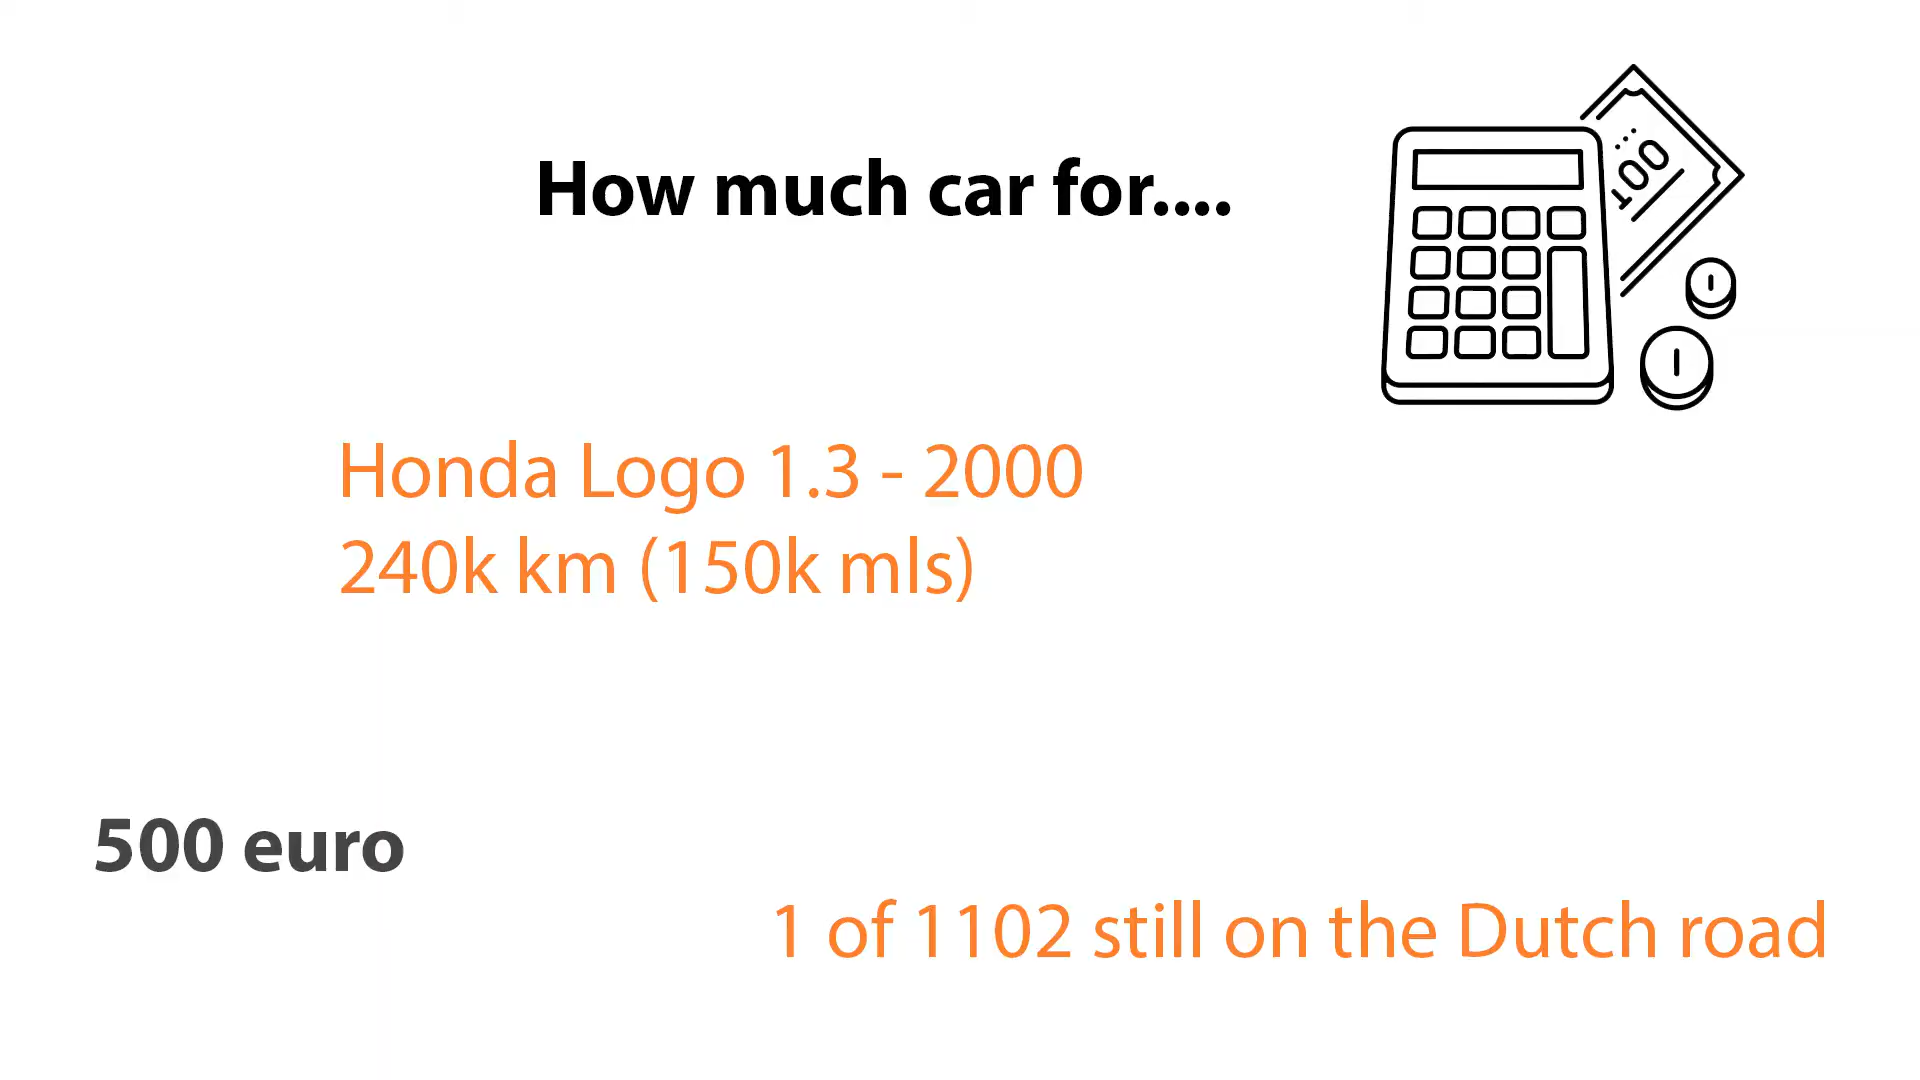 How much car for....
100
Honda Logo 1.3 - 2000
240k km (150k mls)
500 euro
1 of 1102 still on the Dutch road